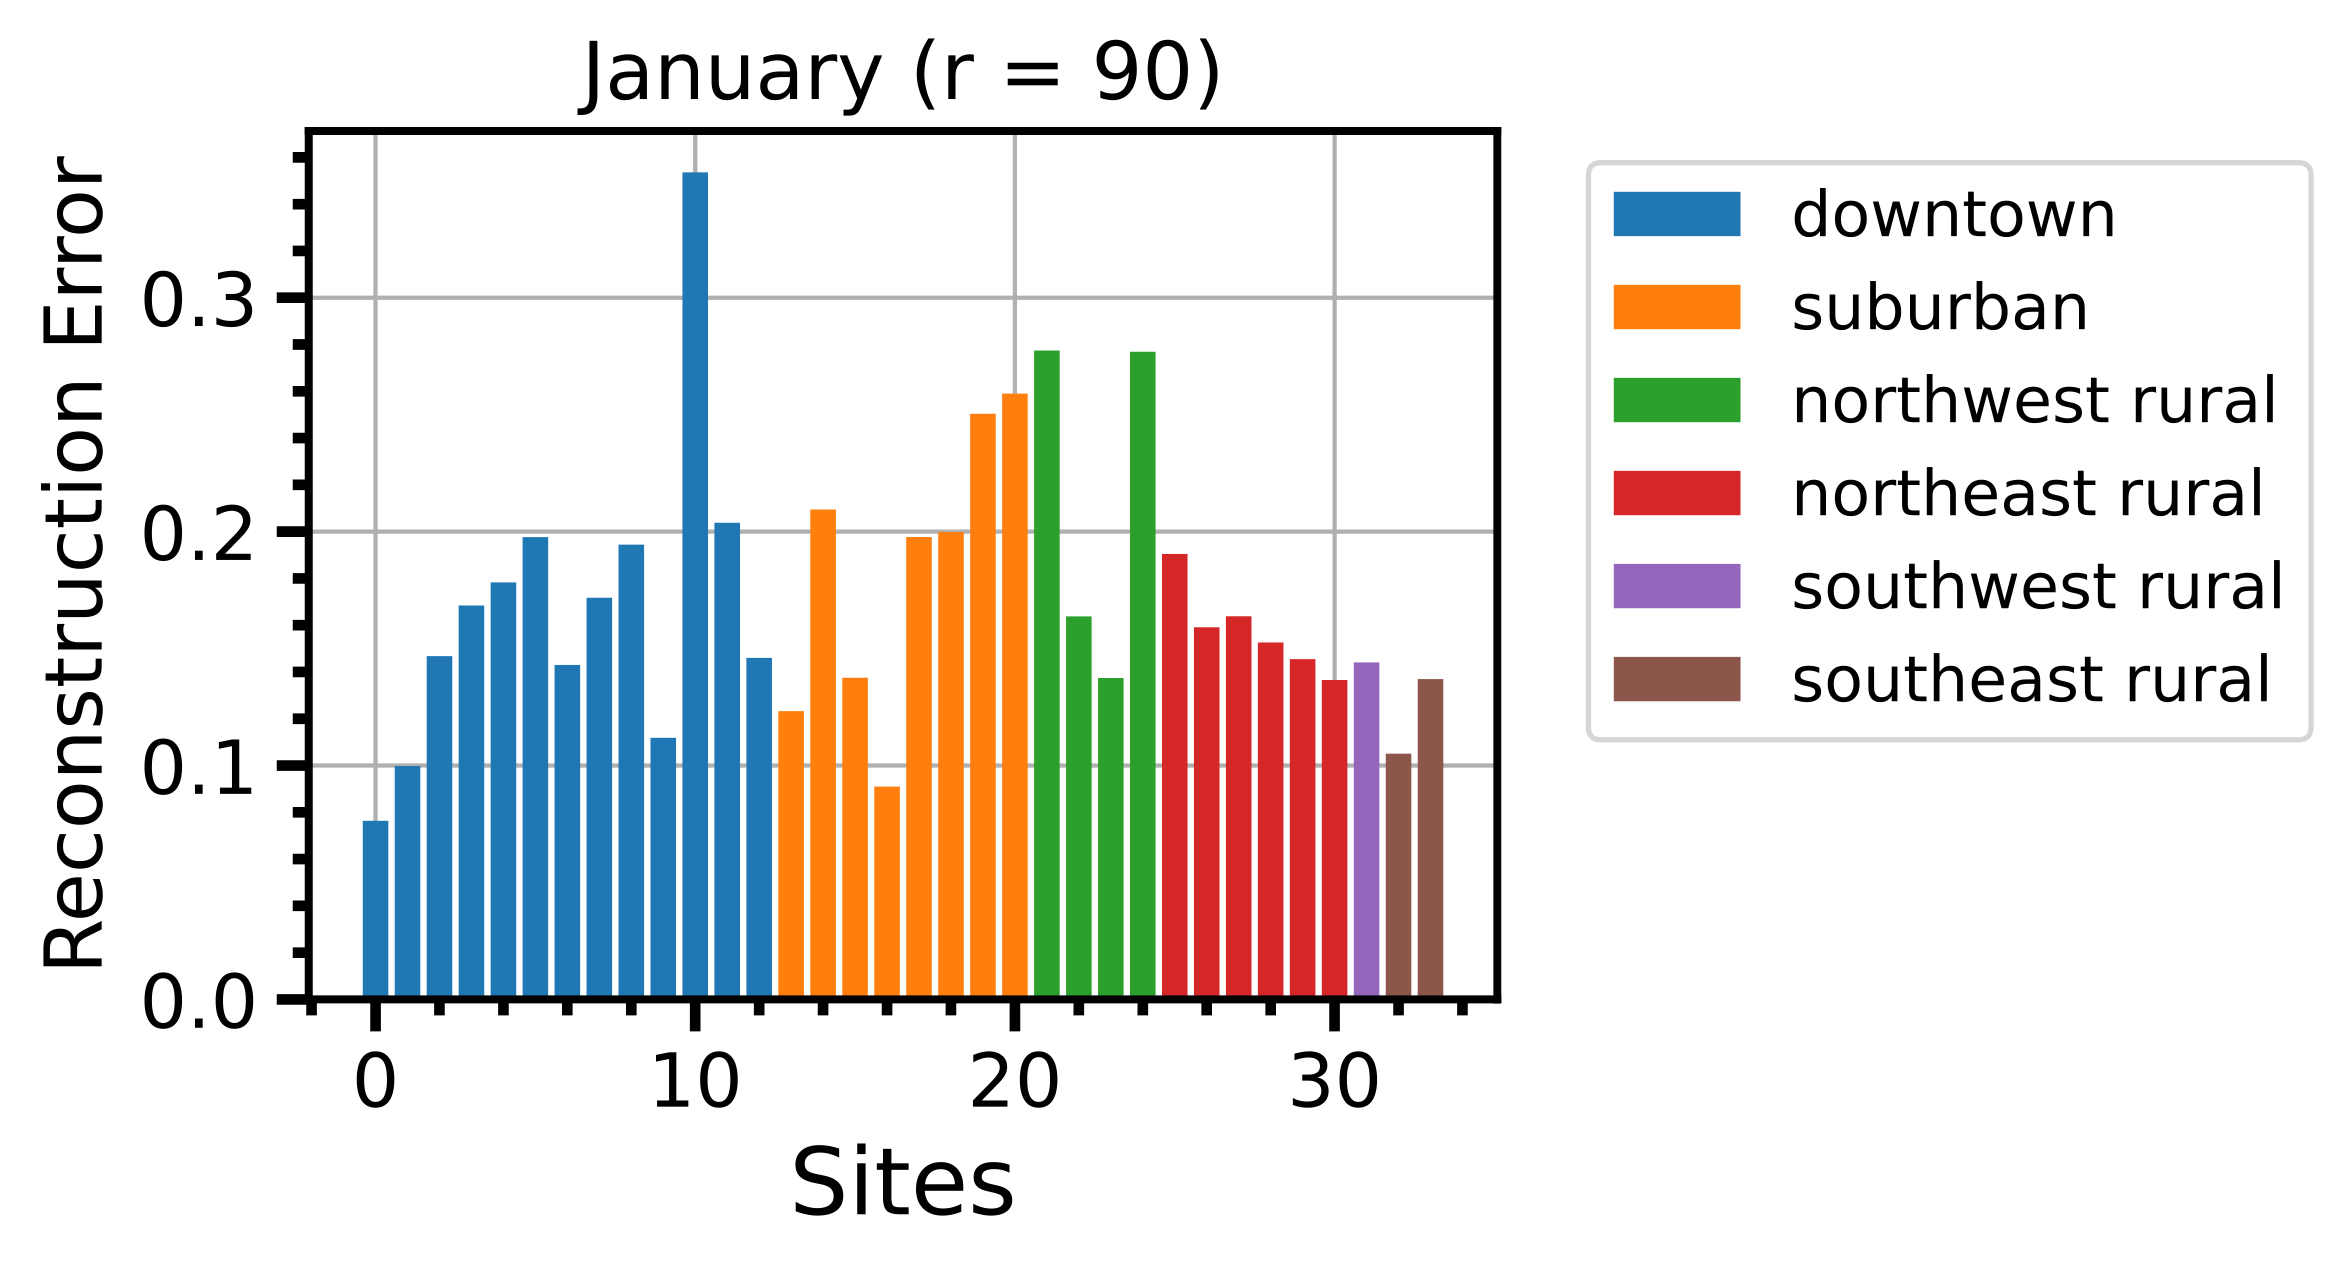 January (r = 90)
Reconstruction Error
0.3
0.2
0.1
0.0
0 10 20 30
Sites
downtown
suburban
northwest rural
northeast rural
southwest rural
southeast rural